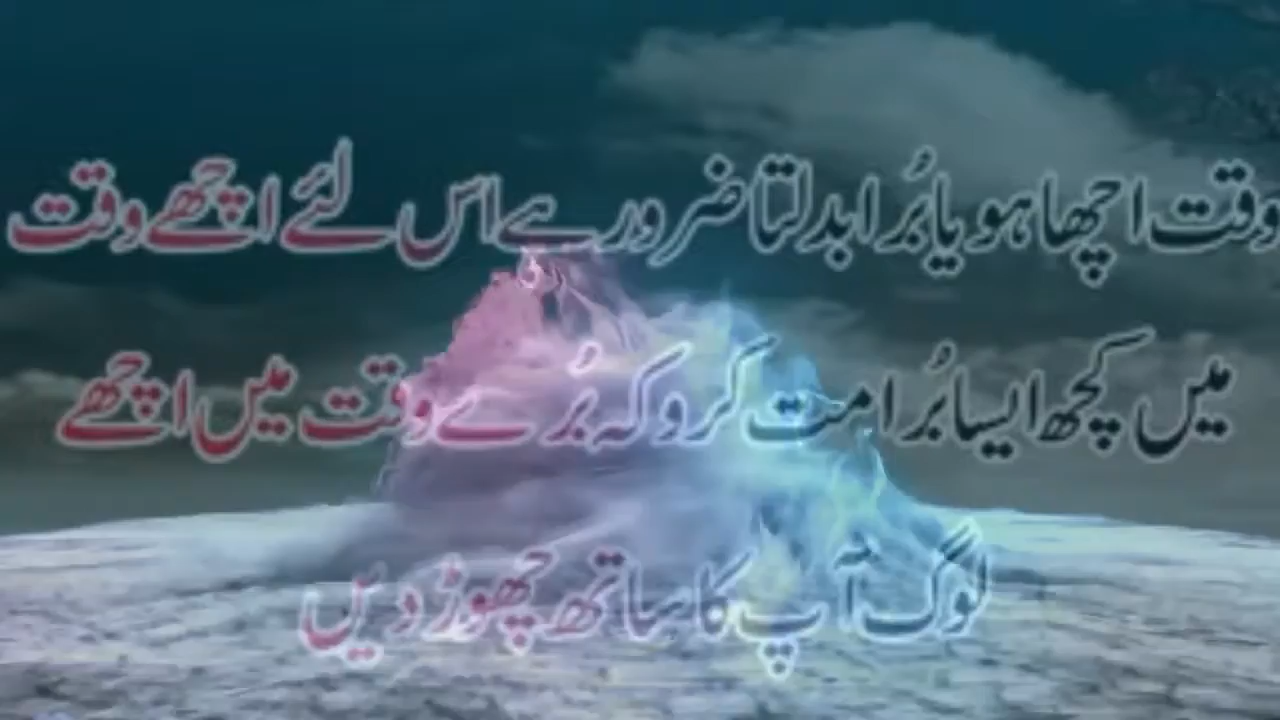 وقت اچھا ہو یا بُرا بدلتا ضرور ہے اس لئے اچھے وقت
میں کچھ ایسا بُرا مت کرو کہ بُرے وقت میں اچھے
لوگ آپ کا ساتھ چھوڑ دیں